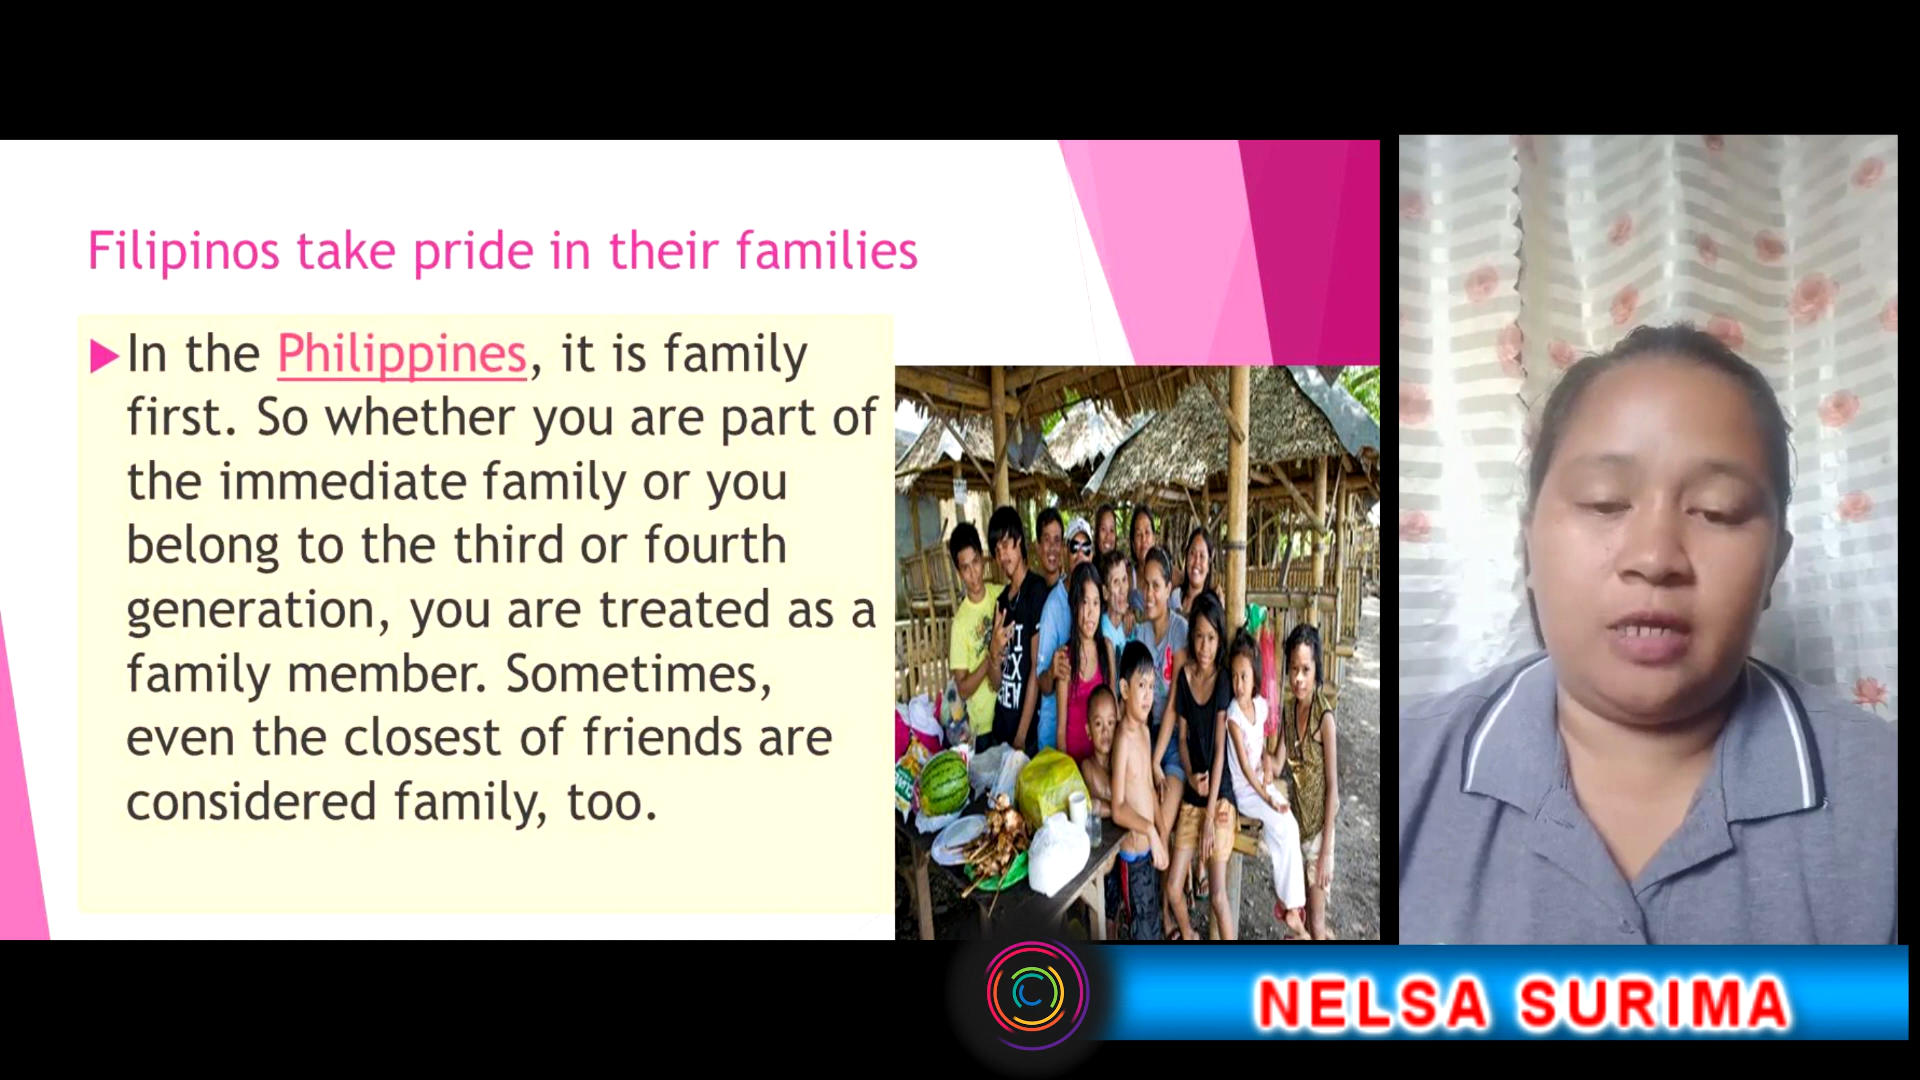 Filipinos take pride in their families
In the Philippines, it is family
first. So whether you are part of
the immediate family or you
belong to the third or fourth
generation, you are treated as a
family member. Sometimes,
even the closest of friends are
considered family, too.
NELSA SURIMA